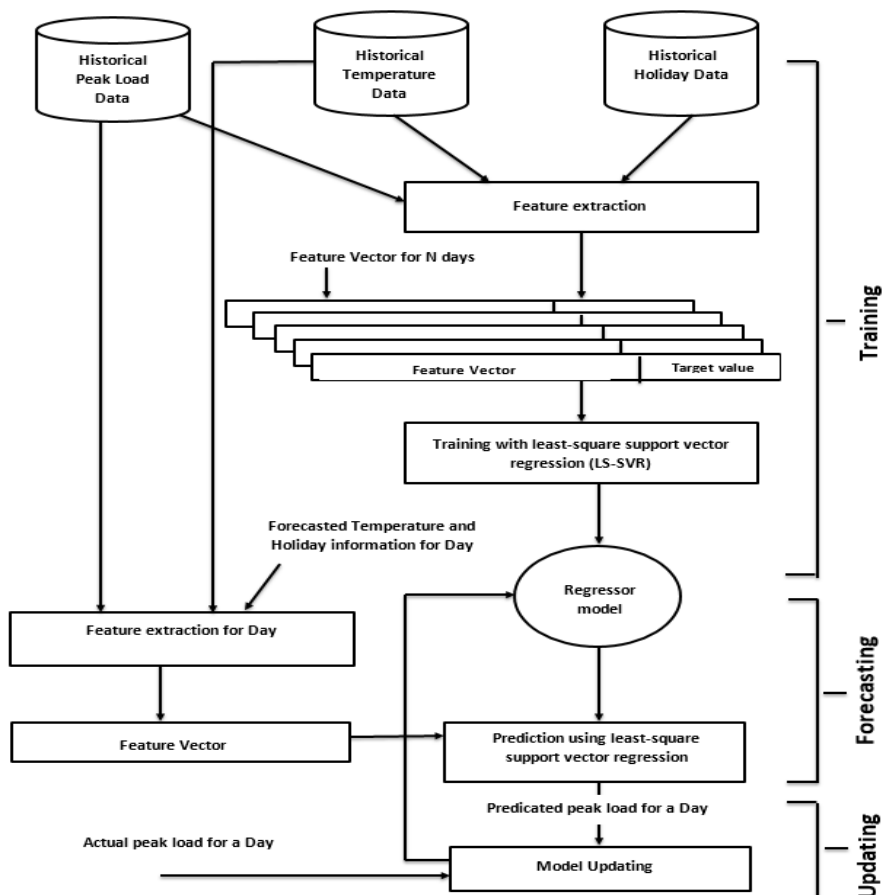 Historical
Peak Load
Data
Historical
Temperature
Data
Historical
Holiday Data
Feature extraction
Feature Vector for N days
Feature Vector
Target value
Training with least-square support vector
regression (LS-SVR)
Training
Forecasted Temperature and
Holiday information for Day
Regressor
model
Feature extraction for Day
Feature Vector
Prediction using least-square
support vector regression
Forecasting
Predicated peak load for a Day
Actual peak load for a Day
Model Updating
Updating